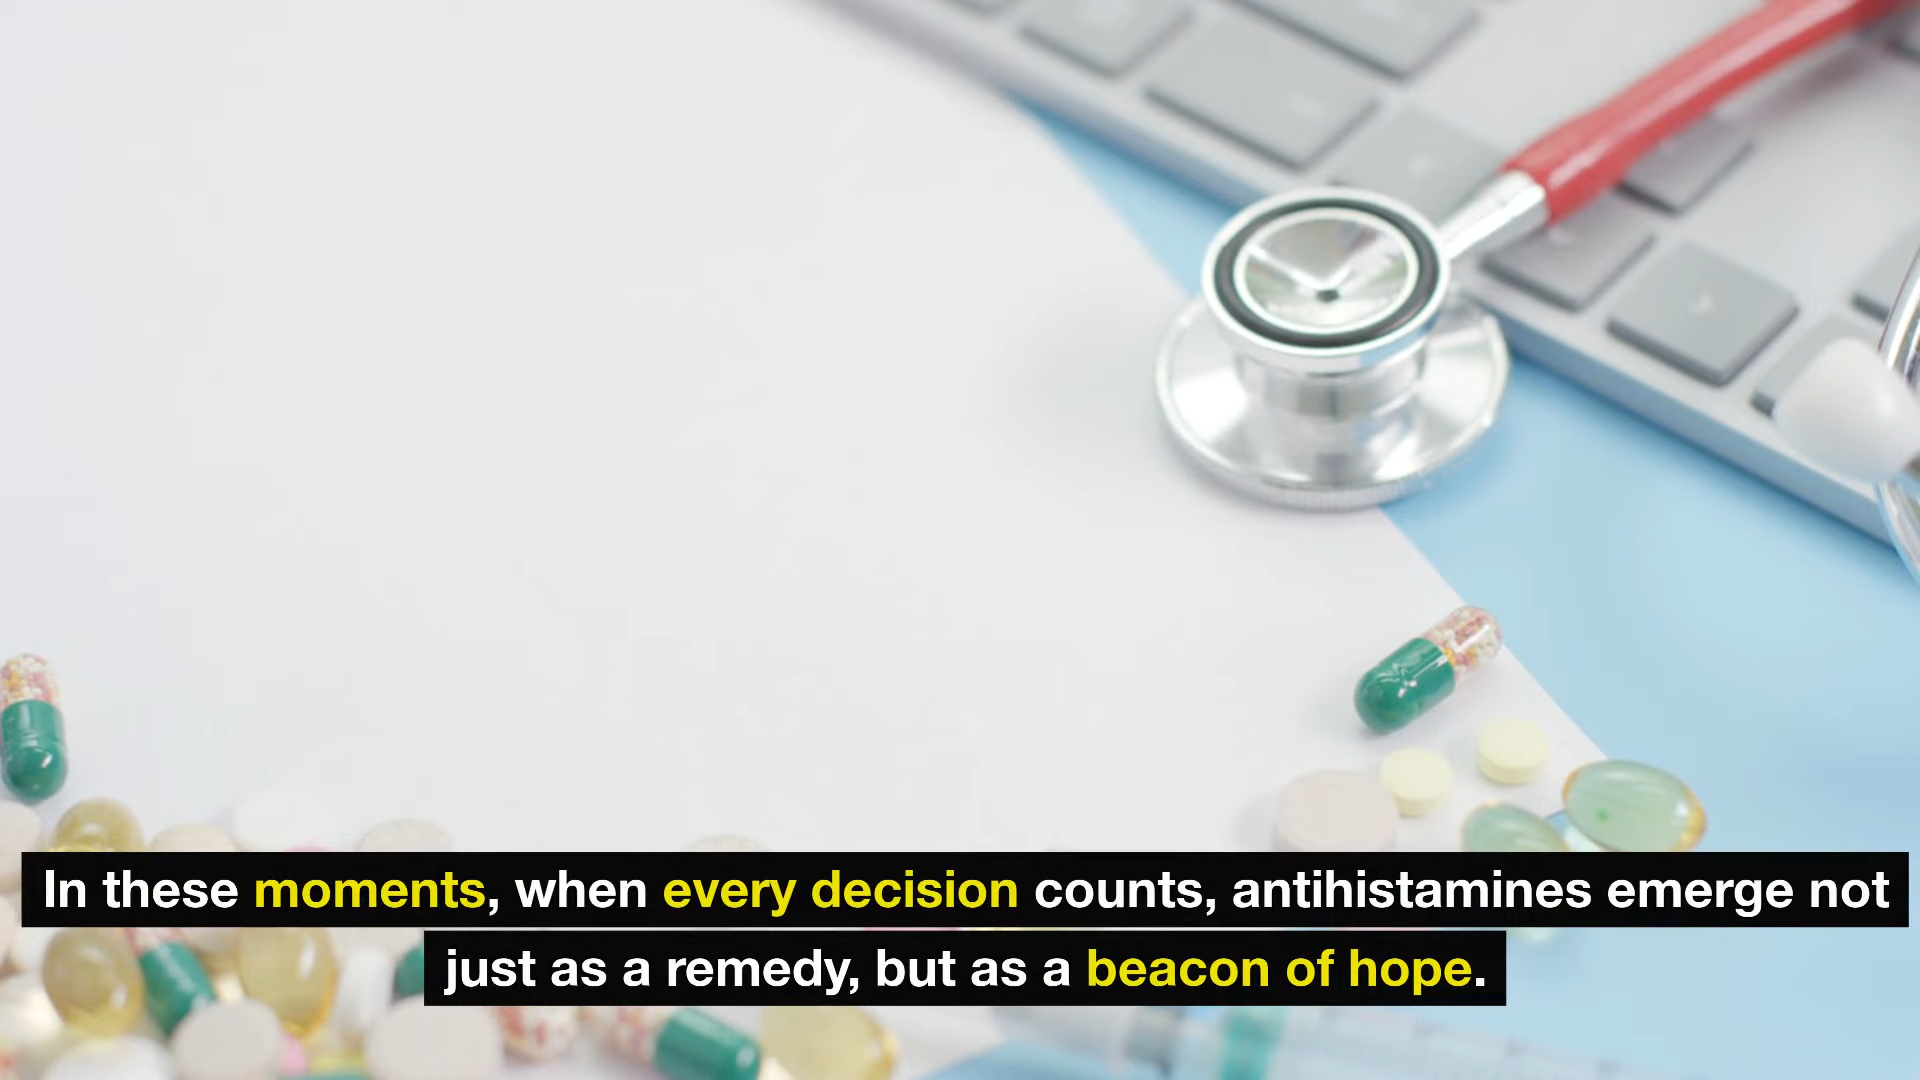 In these moments, when every decision counts, antihistamines emerge not
just as a remedy, but as a beacon of hope.